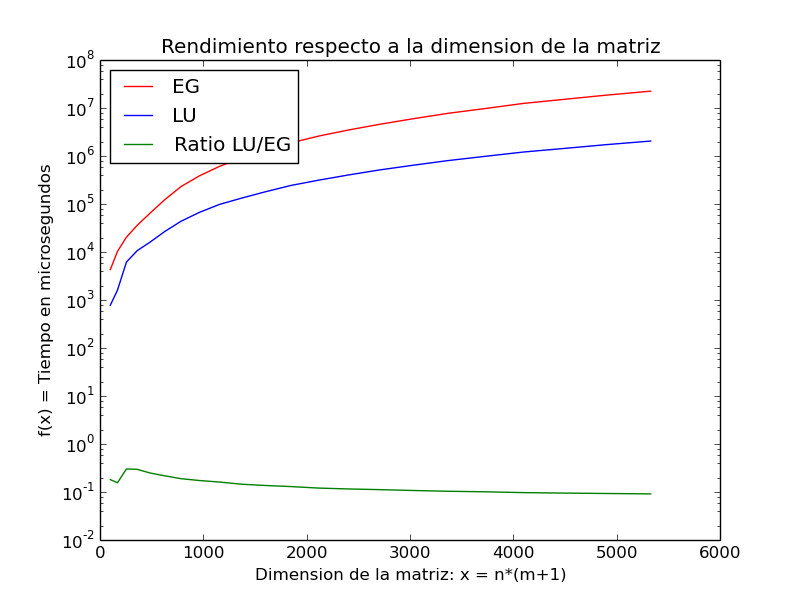 Rendimiento respecto a la dimension de la matriz
EG
LU
Ratio LU/EG
10^8
10^7
10^6
10^5
10^4
10^3
10^2
10^1
10^0
10^-1
10^-2
f(x) = Tiempo en microsegundos
0 1000 2000 3000 4000 5000 6000
Dimension de la matriz: x = n*(m+1)